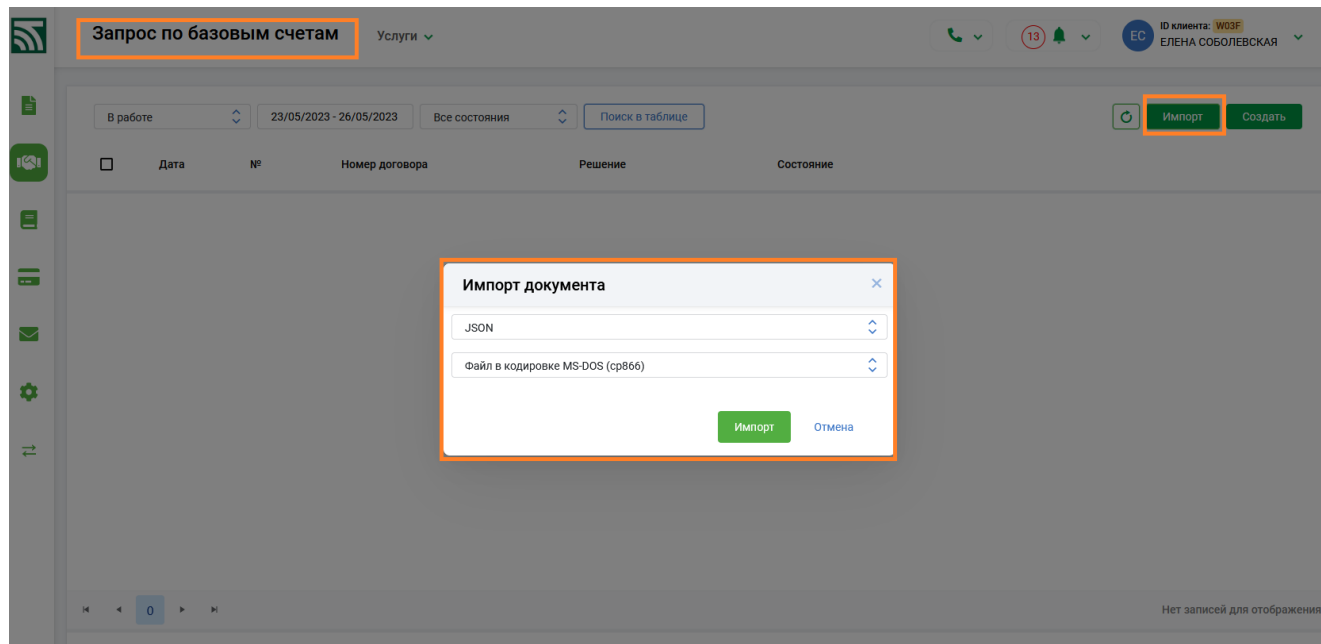 Запрос по базовым счетам
Услуги
13
ЕС
ID клиента: W03F
ЕЛЕНА СОБОЛЕВСКАЯ
В работе
23/05/2023 - 26/05/2023
Все состояния
Поиск в таблице
Импорт
Создать
Дата
№
Номер договора
Решение
Состояние
Импорт документа
JSON
Файл в кодировке MS-DOS (cp866)
Импорт
Отмена
0
Нет записей для отображения